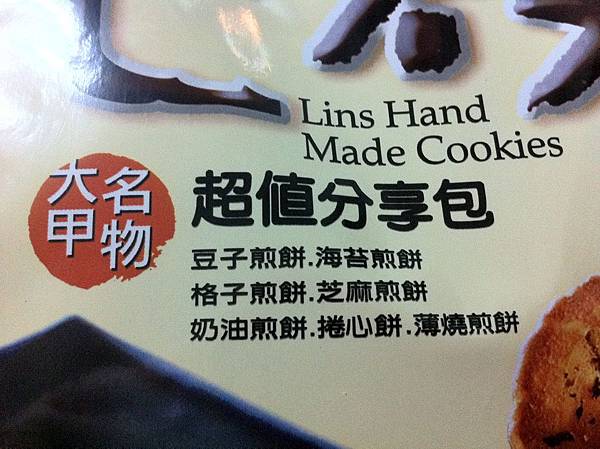 Lins Hand
Made Cookies
大甲
名物
超值分享包
豆子煎餅.海苔煎餅
格子煎餅.芝麻煎餅
奶油煎餅.捲心餅.薄燒煎餅